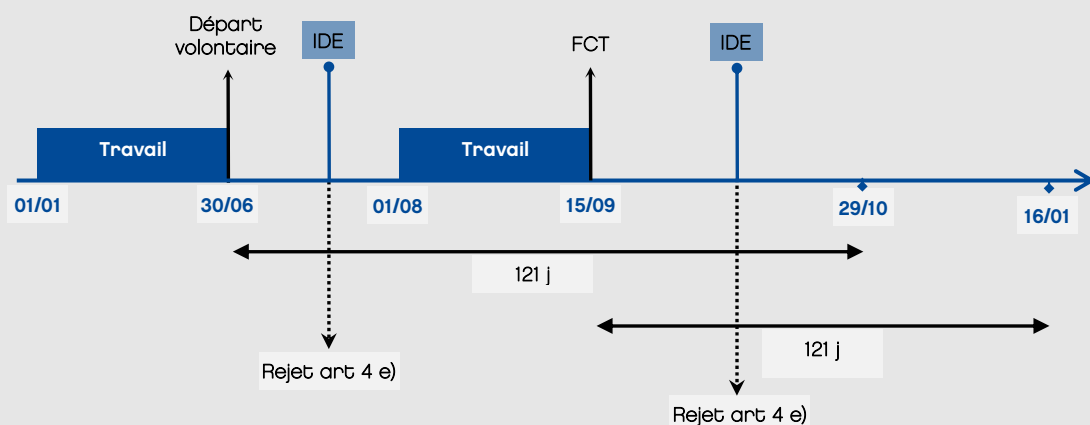 Départ
volontaire
IDE
FCT
IDE
Travail
Travail
01/01
30/06
01/08
15/09
29/10
16/01
121 j
121 j
Rejet art 4 e)
Rejet art 4 e)